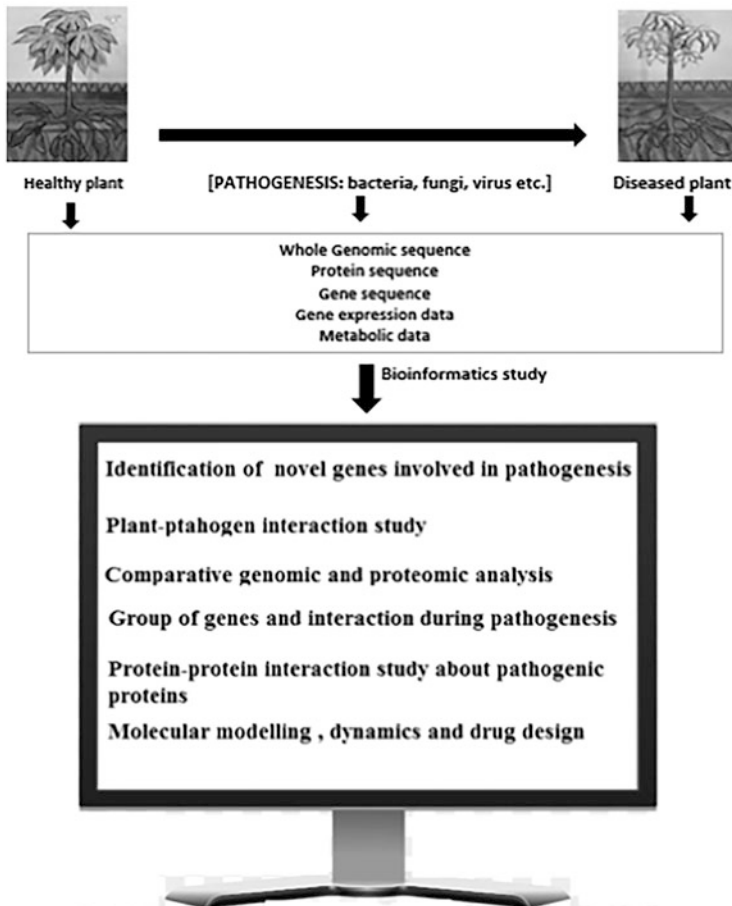 Healthy plant
[PATHOGENESIS: bacteria, fungi, virus etc.]
Diseased plant
Whole Genomic sequence
Protein sequence
Gene sequence
Gene expression data
Metabolic data
Bioinformatics study
Identification of novel genes involved in pathogenesis
Plant-ptahogen interaction study
Comparative genomic and proteomic analysis
Group of genes and interaction during pathogenesis
Protein-protein interaction study about pathogenic
proteins
Molecular modelling , dynamics and drug design